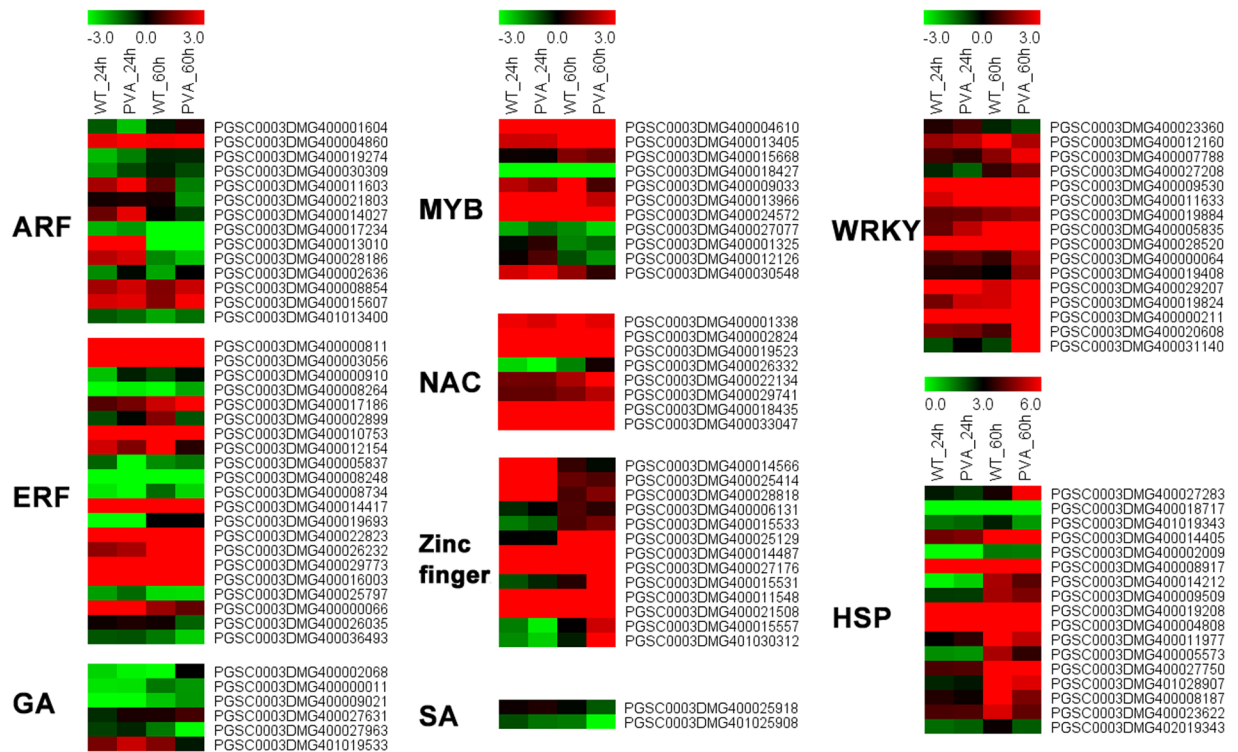 -3.0 0.0 3.0
WT_24h
PVA_24h
WT_60h
PVA_60h
ARF
PGSC0003DMG400001604
PGSC0003DMG400004860
PGSC0003DMG400019274
PGSC0003DMG400030309
PGSC0003DMG400011603
PGSC0003DMG400021803
PGSC0003DMG400014027
PGSC0003DMG400017234
PGSC0003DMG400013010
PGSC0003DMG400028186
PGSC0003DMG400002636
PGSC0003DMG400008854
PGSC0003DMG400015607
PGSC0003DMG401013400
ERF
PGSC0003DMG400000811
PGSC0003DMG400003056
PGSC0003DMG400000910
PGSC0003DMG400008264
PGSC0003DMG400017186
PGSC0003DMG400002899
PGSC0003DMG400010753
PGSC0003DMG400012154
PGSC0003DMG400005837
PGSC0003DMG400008248
PGSC0003DMG400008734
PGSC0003DMG400014417
PGSC0003DMG400019693
PGSC0003DMG400022823
PGSC0003DMG400026232
PGSC0003DMG400029773
PGSC0003DMG400016003
PGSC0003DMG400025797
PGSC0003DMG400000066
PGSC0003DMG400026035
PGSC0003DMG400036493
GA
PGSC0003DMG400002068
PGSC0003DMG400000011
PGSC0003DMG400009021
PGSC0003DMG400027631
PGSC0003DMG400027963
PGSC0003DMG401019533
-3.0 0.0 3.0
WT_24h
PVA_24h
WT_60h
PVA_60h
MYB
PGSC0003DMG400004610
PGSC0003DMG400013405
PGSC0003DMG400015668
PGSC0003DMG400018427
PGSC0003DMG400009033
PGSC0003DMG400013966
PGSC0003DMG400024572
PGSC0003DMG400027077
PGSC0003DMG400001325
PGSC0003DMG400012126
PGSC0003DMG400030548
NAC
PGSC0003DMG400001338
PGSC0003DMG400002824
PGSC0003DMG400019523
PGSC0003DMG400026332
PGSC0003DMG400022134
PGSC0003DMG400029741
PGSC0003DMG400018435
PGSC0003DMG400033047
Zinc
finger
PGSC0003DMG400014566
PGSC0003DMG400025414
PGSC0003DMG400028818
PGSC0003DMG400006131
PGSC0003DMG400015533
PGSC0003DMG400025129
PGSC0003DMG400014487
PGSC0003DMG400027176
PGSC0003DMG400015531
PGSC0003DMG400011548
PGSC0003DMG400021508
PGSC0003DMG400015557
PGSC0003DMG401030312
SA
PGSC0003DMG400025918
PGSC0003DMG401025908
-3.0 0.0 3.0
WT_24h
PVA_24h
WT_60h
PVA_60h
WRKY
PGSC0003DMG400023360
PGSC0003DMG400012160
PGSC0003DMG400007788
PGSC0003DMG400027208
PGSC0003DMG400009530
PGSC0003DMG400011633
PGSC0003DMG400019884
PGSC0003DMG400005835
PGSC0003DMG400028520
PGSC0003DMG400000064
PGSC0003DMG400019408
PGSC0003DMG400029207
PGSC0003DMG400019824
PGSC0003DMG400000211
PGSC0003DMG400020608
PGSC0003DMG400031140
0.0 3.0 6.0
WT_24h
PVA_24h
WT_60h
PVA_60h
HSP
PGSC0003DMG400027283
PGSC0003DMG400018717
PGSC0003DMG401019343
PGSC0003DMG400014405
PGSC0003DMG400002009
PGSC0003DMG400008917
PGSC0003DMG400014212
PGSC0003DMG400009509
PGSC0003DMG400019208
PGSC0003DMG400004808
PGSC0003DMG400011977
PGSC0003DMG400005573
PGSC0003DMG400027750
PGSC0003DMG401028907
PGSC0003DMG400008187
PGSC0003DMG400023622
PGSC0003DMG402019343